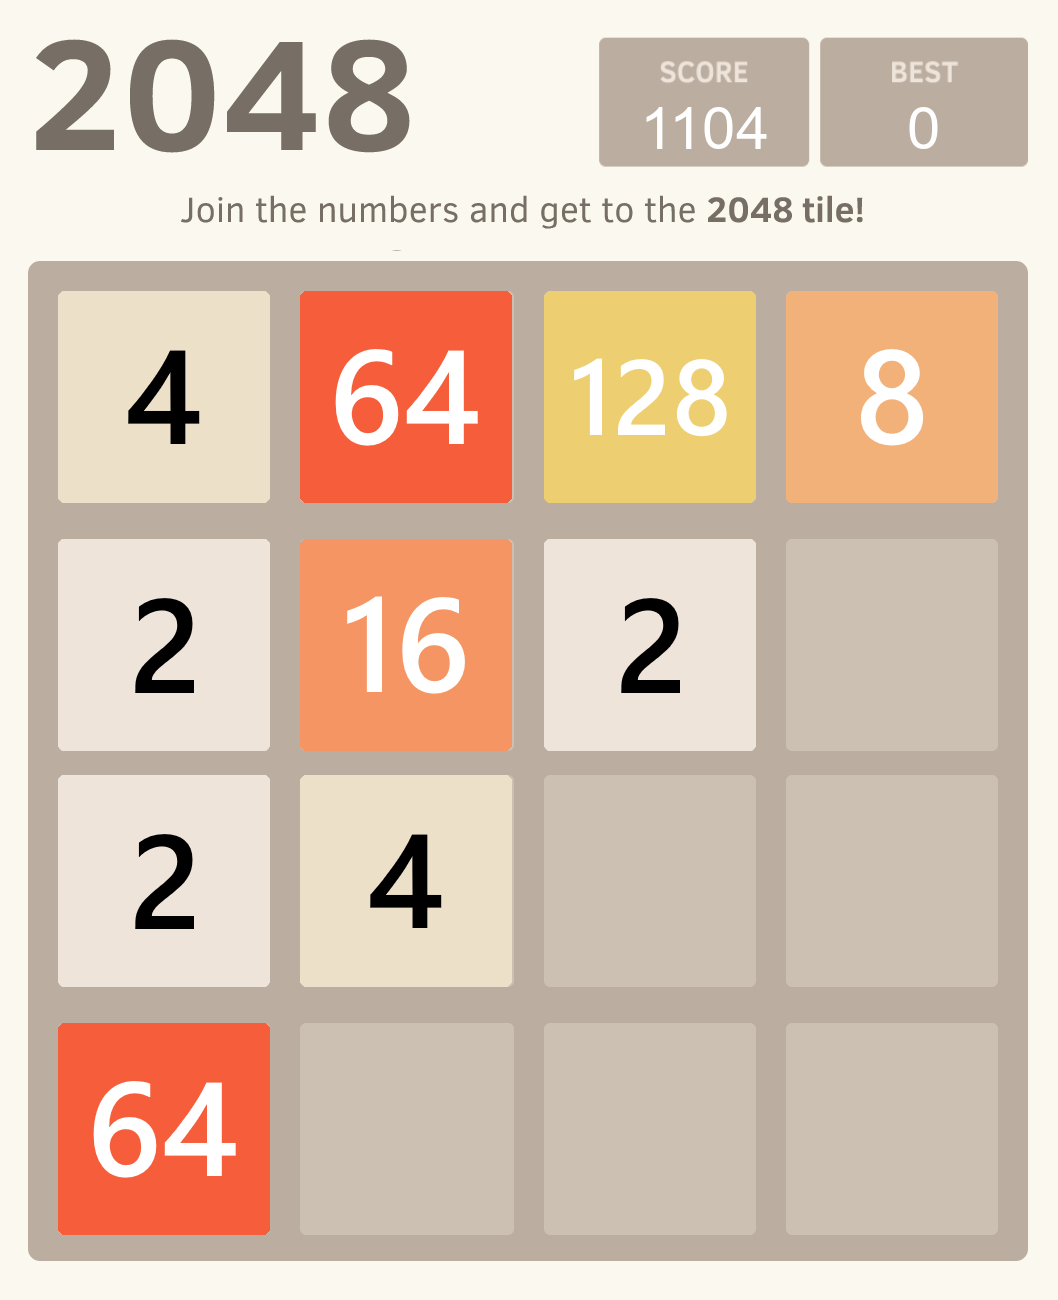 2048
SCORE BEST
1104 0
Join the numbers and get to the 2048 tile!
4 64 128 8
2 16 2
2 4
64